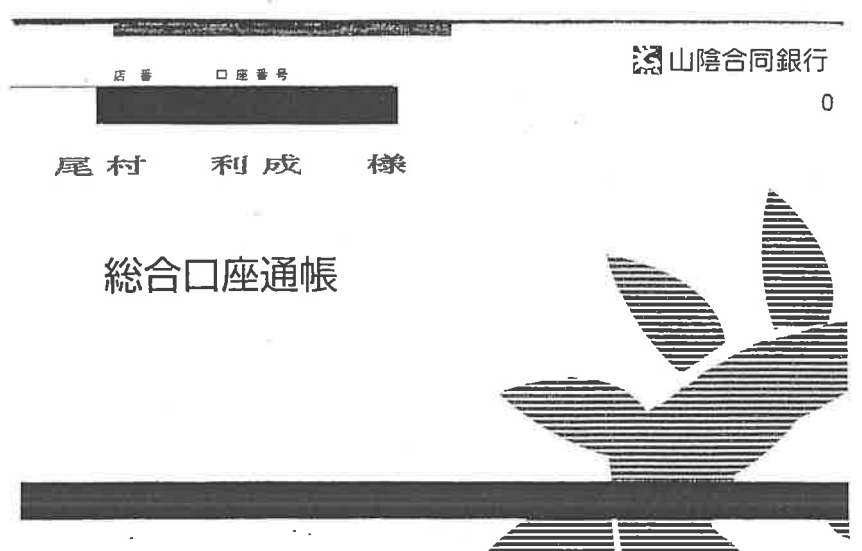 店番 口座番号
山陰合同銀行
0
尾村 利成 様
総合口座通帳